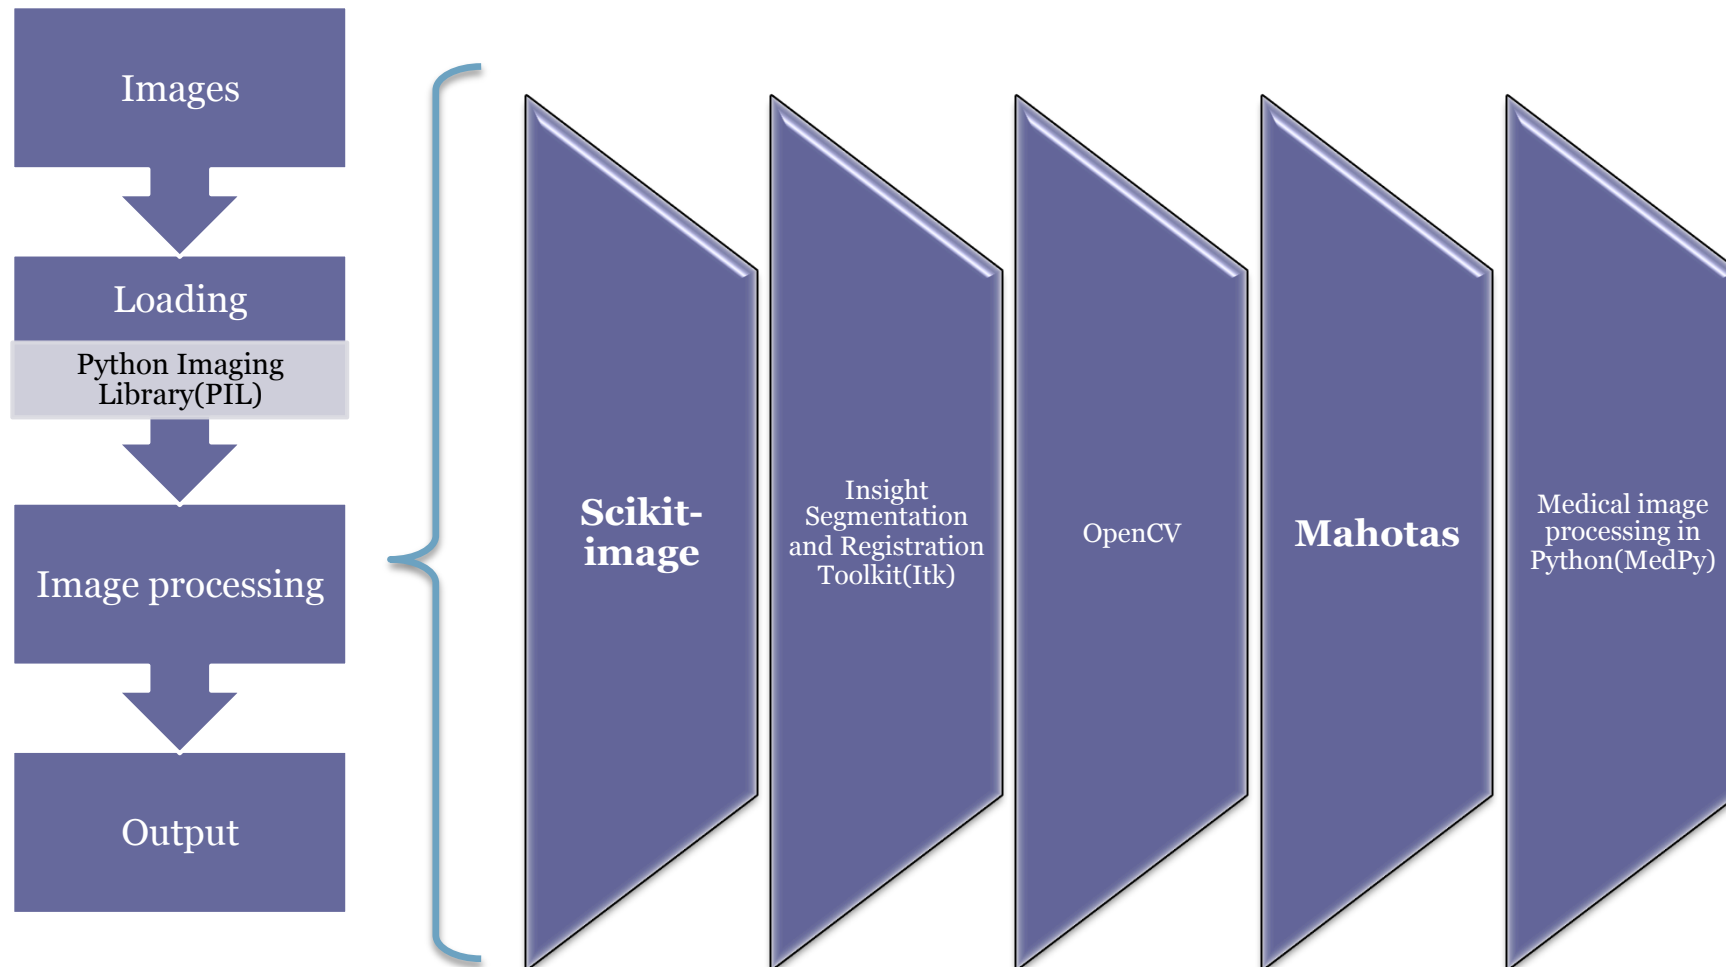 Images
Loading
Python Imaging
Library(PIL)
Image processing
Output
Scikit-
image
Insight
Segmentation
and Registration
Toolkit(Itk)
OpenCV
Mahotas
Medical image
processing in
Python(MedPy)